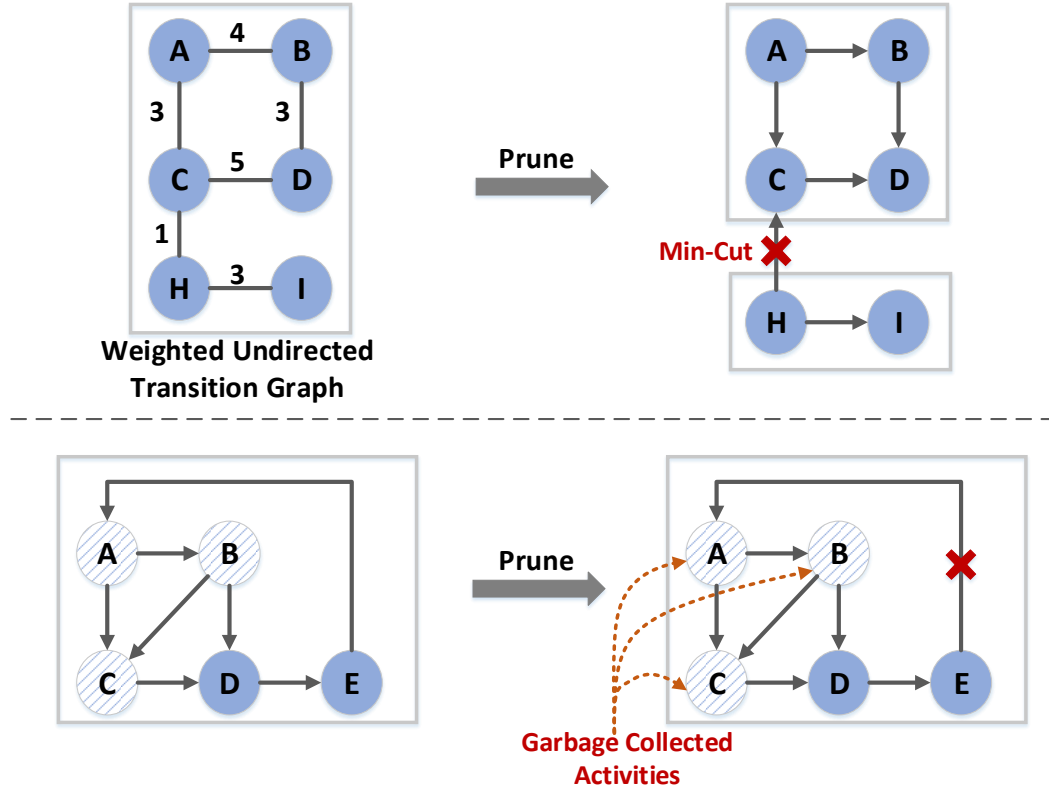 A 4 B
3 3
C 5 D
1
H 3 I
Weighted Undirected
Transition Graph
Prune
A B
C D
Min-Cut
H I
A B
C D E
Prune
A B
C D E
Garbage Collected
Activities